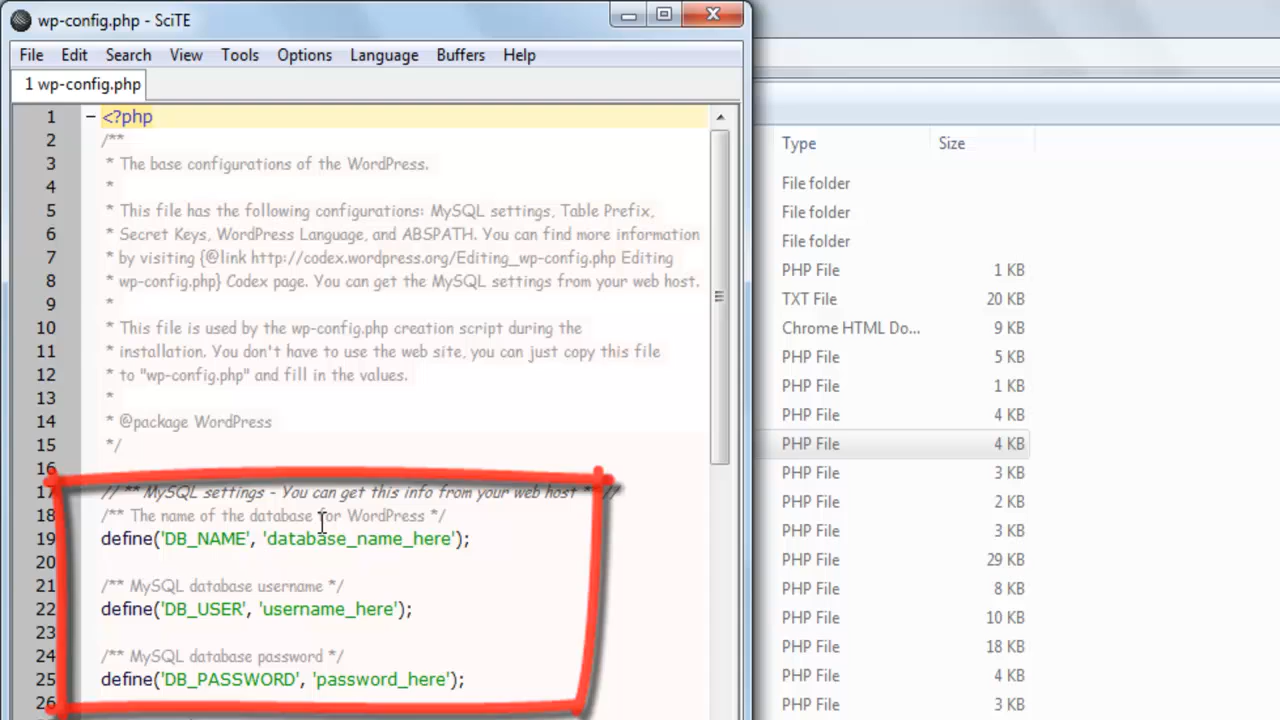 wp-config.php - SciTE
File Edit Search View Tools Options Language Buffers Help
1 wp-config.php
1 <?php
2 /**
3 * The base configurations of the WordPress.
4 *
5 * This file has the following configurations: MySQL settings, Table Prefix,
6 * Secret Keys, WordPress Language, and ABSPATH. You can find more information
7 * by visiting {@link http://codex.wordpress.org/Editing_wp-config.php Editing
8 * wp-config.php} Codex page. You can get the MySQL settings from your web host.
9 *
10 * This file is used by the wp-config.php creation script during the
11 * installation. You don't have to use the web site, you can just copy this file
12 * to "wp-config.php" and fill in the values.
13 *
14 * @package WordPress
15 */
16
17 // ** MySQL settings - You can get this info from your web host ** //
18 /** The name of the database for WordPress */
19 define('DB_NAME', 'database_name_here');
20
21 /** MySQL database username */
22 define('DB_USER', 'username_here');
23
24 /** MySQL database password */
25 define('DB_PASSWORD', 'password_here');
26
Type Size
File folder
File folder
File folder
PHP File 1 KB
TXT File 20 KB
Chrome HTML Do... 9 KB
PHP File 5 KB
PHP File 1 KB
PHP File 4 KB
PHP File 4 KB
PHP File 3 KB
PHP File 2 KB
PHP File 3 KB
PHP File 29 KB
PHP File 8 KB
PHP File 10 KB
PHP File 18 KB
PHP File 4 KB
PHP File 3 KB